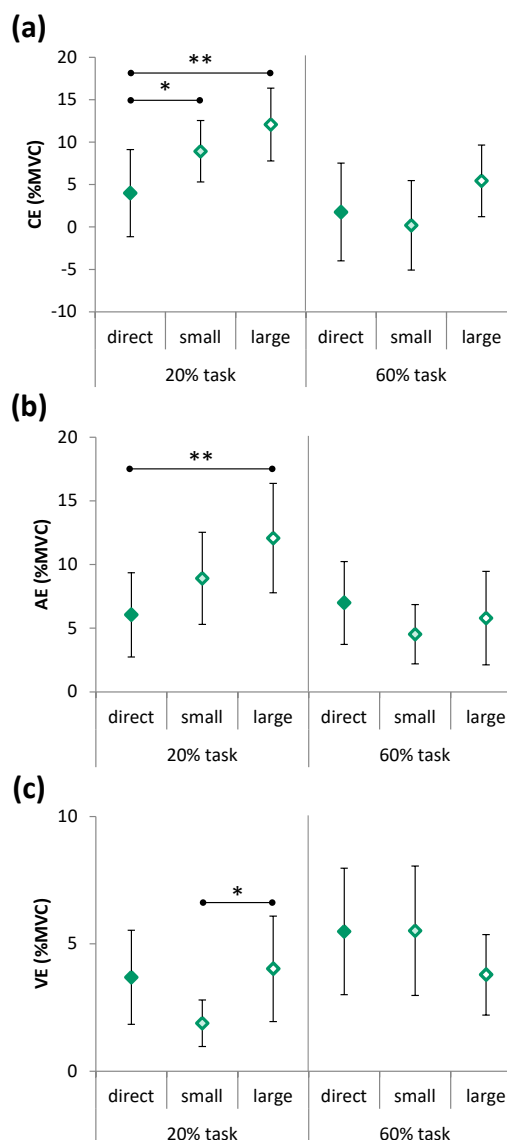 (a)
20
**
15
*
10
CE (%MVC)
5
0
-5
-10
direct small large direct small large
20% task 60% task
(b)
20
**
15
AE (%MVC)
10
5
0
direct small large direct small large
20% task 60% task
(c)
10
*
VE (%MVC)
5
0
direct small large direct small large
20% task 60% task